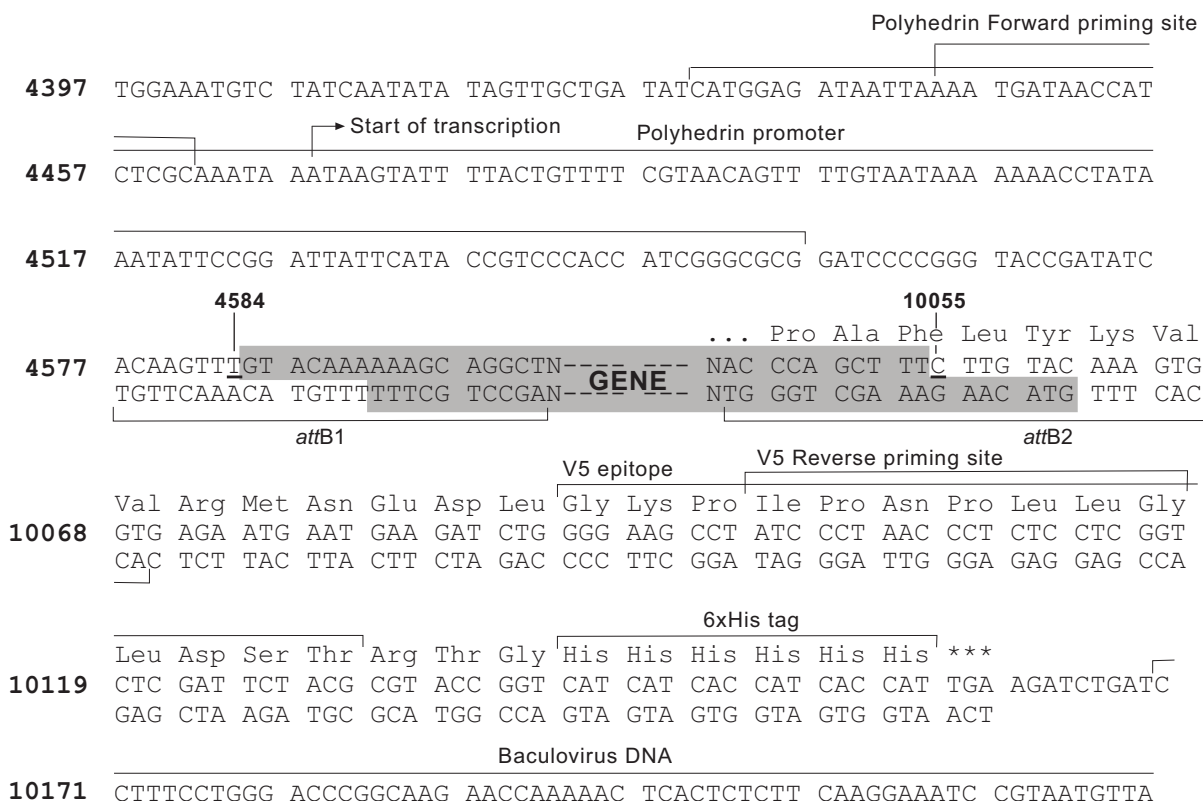 Polyhedrin Forward priming site
4397 TGGAAATGTC TATCAATATA TAGTTGCTGA TATCATGGAG ATAATTAAAA TGATAACCAT
Start of transcription Polyhedrin promoter
4457 CTCGCAAATA AATAAGTATT TTACTGTTTT CGTAACAGTT TTGTAATAAA AAAACCTATA
4517 AATATTCCGG ATTATTCATA CCGTCCCACC ATCGGGCGCG GATCCCCGGG TACCGATATC
4584 10055
... Pro Ala Phe Leu Tyr Lys Val
4577 ACAAGTTTGT ACAAAAAAGC AGGCTN---- --- NAC CCA GCT TTC TTG TAC AAA GTG
GENE
TGTTCAAACA TGTTTTTTCG TCCGAN---- --- NTG GGT CGA AAG AAC ATG TTT CAC
attB1 attB2
V5 epitope V5 Reverse priming site
Val Arg Met Asn Glu Asp Leu Gly Lys Pro Ile Pro Asn Pro Leu Leu Gly
10068 GTG AGA ATG AAT GAA GAT CTG GGG AAG CCT ATC CCT AAC CCT CTC CTC GGT
CAC TCT TAC TTA CTT CTA GAC CCC TTC GGA TAG GGA TTG GGA GAG GAG CCA
6xHis tag
Leu Asp Ser Thr Arg Thr Gly His His His His His His ***
10119 CTC GAT TCT ACG CGT ACC GGT CAT CAT CAC CAT CAC CAT TGA AGATCTGATC
GAG CTA AGA TGC GCA TGG CCA GTA GTA GTG GTA GTG GTA ACT
Baculovirus DNA
10171 CTTTCCTGGG ACCCGGCAAG AACCAAAAAC TCACTCTCTT CAAGGAAATC CGTAATGTTA